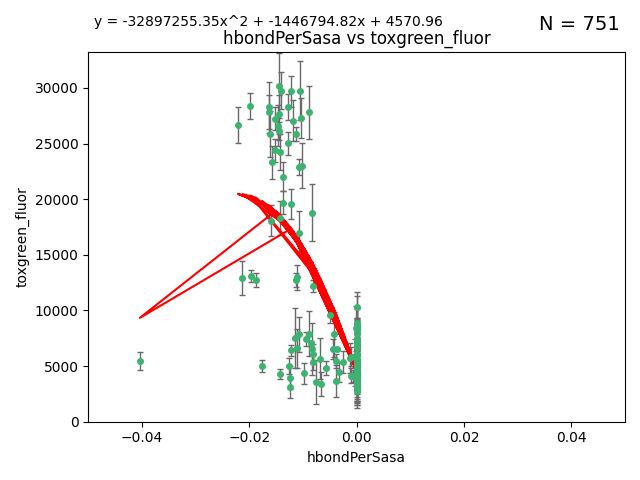 y = -32897255.35x^2 + -1446794.82x + 4570.96
N = 751
hbondPerSasa vs toxgreen_fluor
30000
25000
20000
15000
10000
5000
0
toxgreen_fluor
−0.04
−0.02
0.00
0.02
0.04
hbondPerSasa